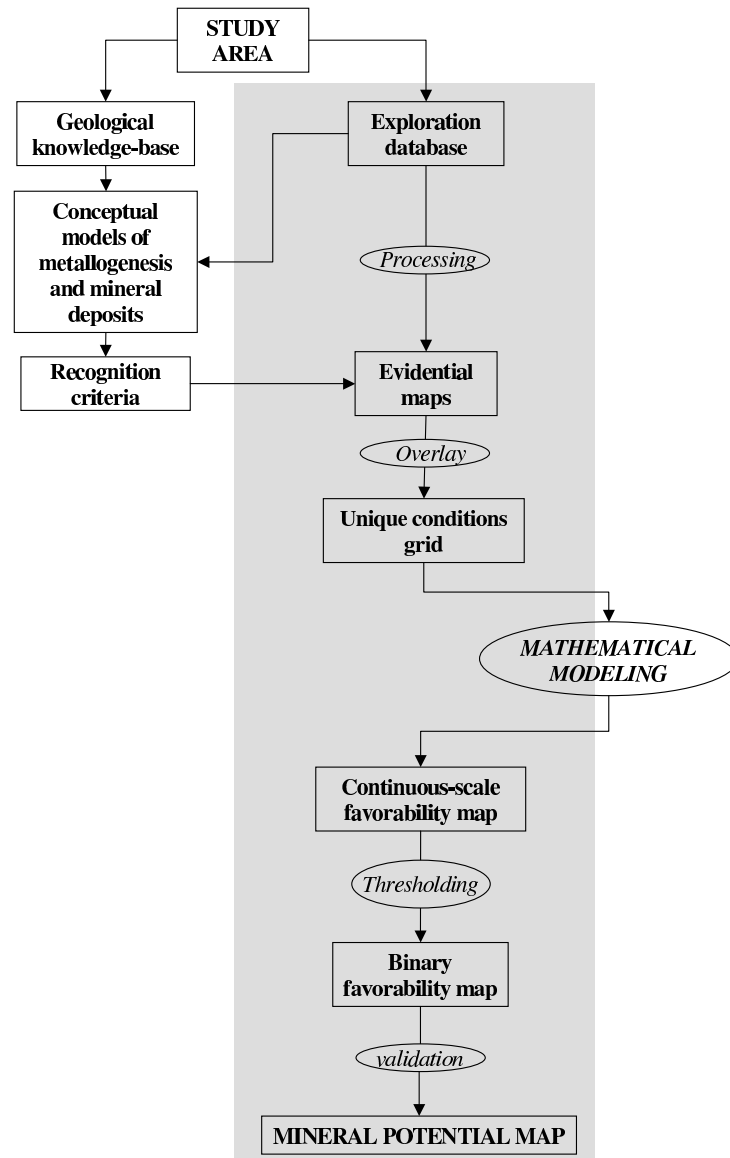 STUDY
AREA
Geological
knowledge-base
Exploration
database
Conceptual
models of
metallogenesis
and mineral
deposits
Processing
Recognition
criteria
Evidential
maps
Overlay
Unique conditions
grid
MATHEMATICAL
MODELING
Continuous-scale
favorability map
Thresholding
Binary
favorability map
validation
MINERAL POTENTIAL MAP